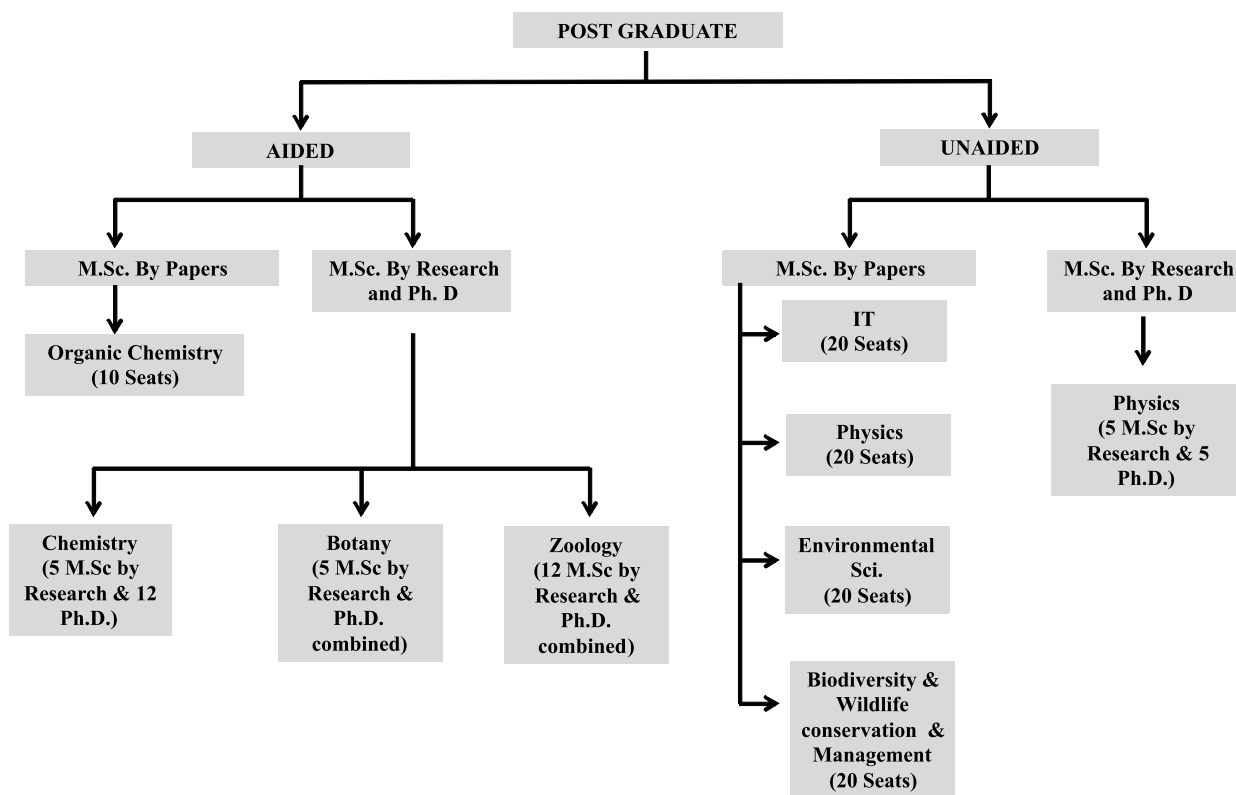 POST GRADUATE
AIDED
UNAIDED
M.Sc. By Papers
M.Sc. By Research
and Ph. D
M.Sc. By Papers
M.Sc. By Research
and Ph. D
Organic Chemistry
(10 Seats)
IT
(20 Seats)
Physics
(20 Seats)
Physics
(5 M.Sc by
Research & 5
Ph.D.)
Chemistry
(5 M.Sc by
Research & 12
Ph.D.)
Botany
(5 M.Sc by
Research &
Ph.D.
combined)
Zoology
(12 M.Sc by
Research &
Ph.D.
combined)
Environmental
Sci.
(20 Seats)
Biodiversity &
Wildlife
conservation &
Management
(20 Seats)